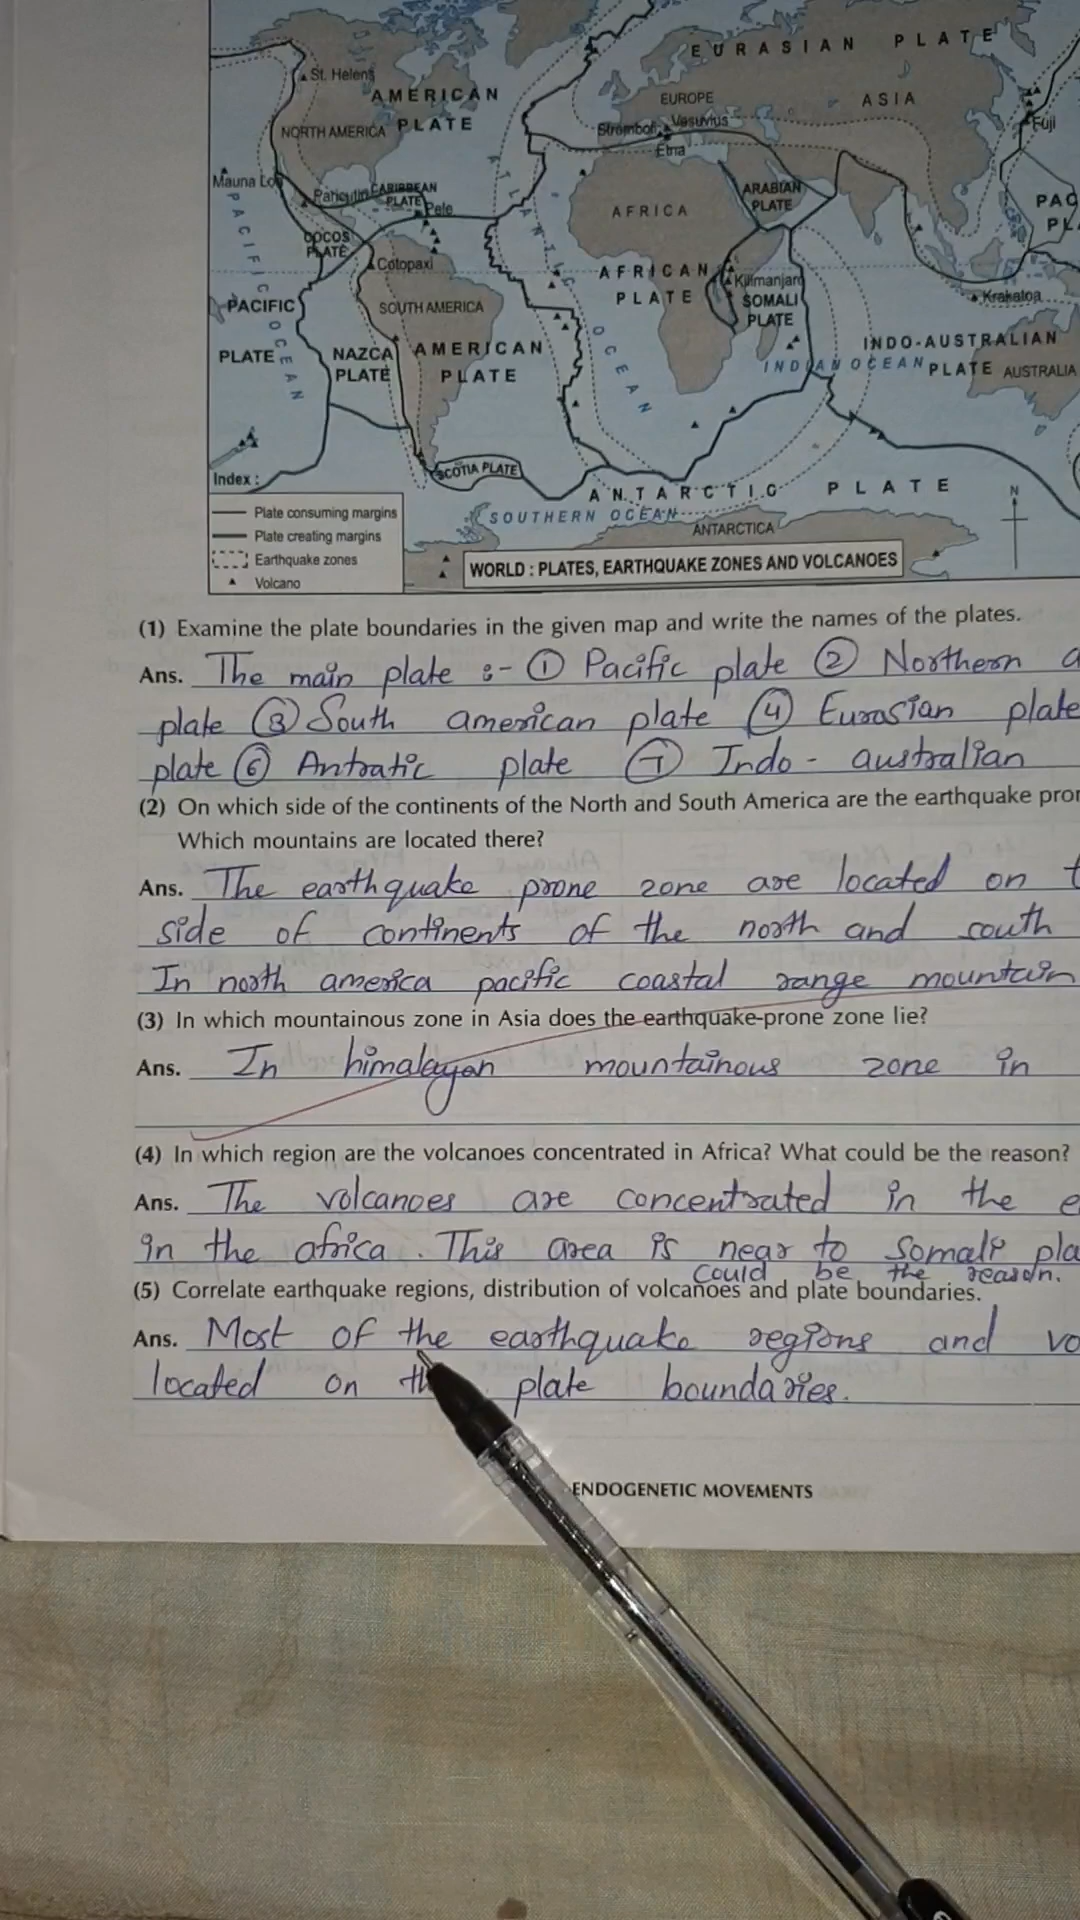 EURASIAN PLATE
St. Helens
AMERICAN
EUROPE
ASIA
NORTH AMERICA PLATE
Stromboli Vesuvius
Fuji
Etna
Mauna Loa
Paricutin CARIBBEAN
PLATE Pele
ARABIAN
PLATE
AFRICA
PAC
PL
PACIFIC OCEAN
ATLANTIC OCEAN
COCOS
PLATE
Cotopaxi
AFRICAN
PLATE
Kilimanjaro
SOMALI
PLATE
Krakatoa
PACIFIC
PLATE
SOUTH AMERICA
NAZCA
PLATE
AMERICAN
PLATE
INDO-AUSTRALIAN
INDIAN OCEAN PLATE AUSTRALIA
SCOTIA PLATE
ANTARCTIC PLATE
N
SOUTHERN OCEAN
ANTARCTICA
Index :
Plate consuming margins
Plate creating margins
Earthquake zones
Volcano
WORLD : PLATES, EARTHQUAKE ZONES AND VOLCANOES
(1) Examine the plate boundaries in the given map and write the names of the plates.
Ans. The main plate :- ① Pacific plate ② Northern a
plate ③ South american plate ④ Eurasian plate
plate ⑥ Antratic plate ⑦ Indo - australian
(2) On which side of the continents of the North and South America are the earthquake pro
Which mountains are located there?
Ans. The earthquake prone zone are located on t
side of continents of the north and south
In north america pacific coastal range mountain
(3) In which mountainous zone in Asia does the earthquake-prone zone lie?
Ans. In himalayan mountainous zone in
(4) In which region are the volcanoes concentrated in Africa? What could be the reason?
Ans. The volcanoes are concentrated in the e
in the africa. This area is near to somali pla
could be the reason.
(5) Correlate earthquake regions, distribution of volcanoes and plate boundaries.
Ans. Most of the earthquake regions and vo
located on th plate boundaries.
ENDOGENETIC MOVEMENTS